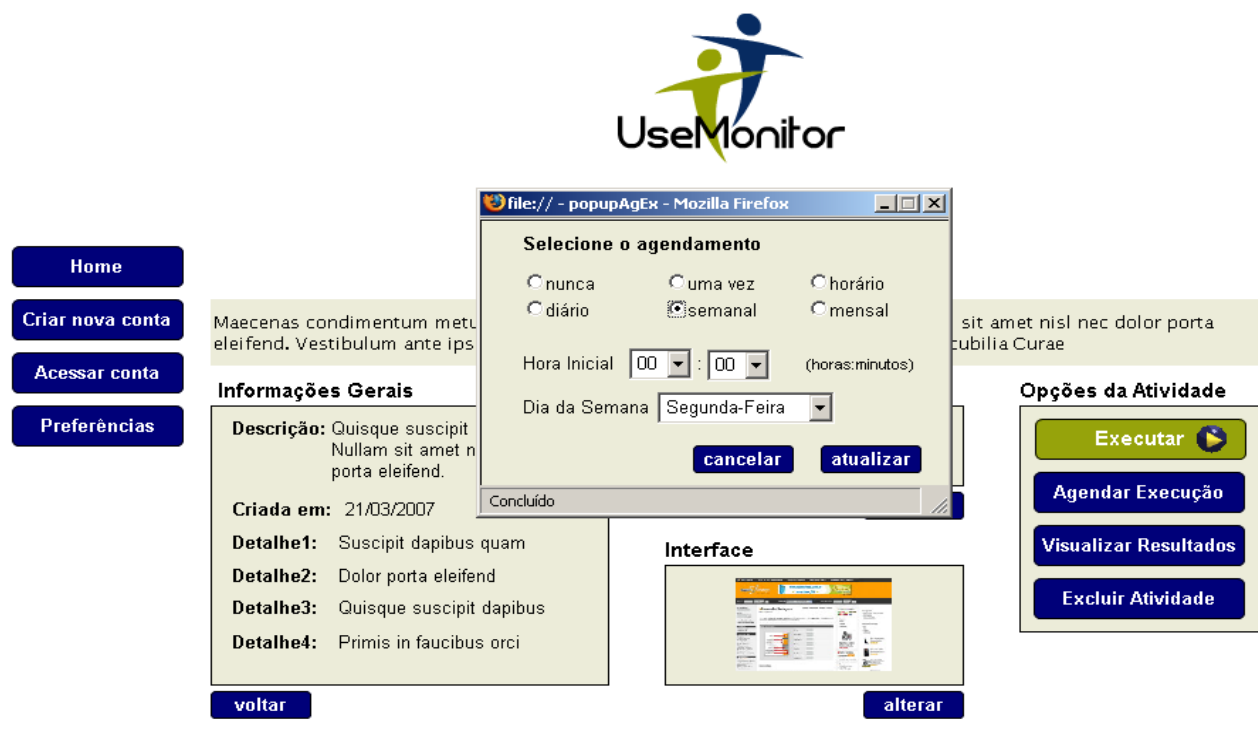 UseMonitor
file:// - popupAgEx - Mozilla Firefox
Selecione o agendamento
nunca
uma vez
horário
diário
semanal
mensal
Hora Inicial 00 : 00 (horas:minutos)
Dia da Semana Segunda-Feira
cancelar
atualizar
Concluído
Home
Criar nova conta
Acessar conta
Preferências
Maecenas condimentum metu sit amet nisl nec dolor porta
eleifend. Vestibulum ante ips cubilia Curae
Informações Gerais
Descrição: Quisque suscipit
Nullam sit amet n
porta eleifend.
Criada em: 21/03/2007
Detalhe1: Suscipit dapibus quam
Detalhe2: Dolor porta eleifend
Detalhe3: Quisque suscipit dapibus
Detalhe4: Primis in faucibus orci
voltar
Interface
alterar
Opções da Atividade
Executar
Agendar Execução
Visualizar Resultados
Excluir Atividade